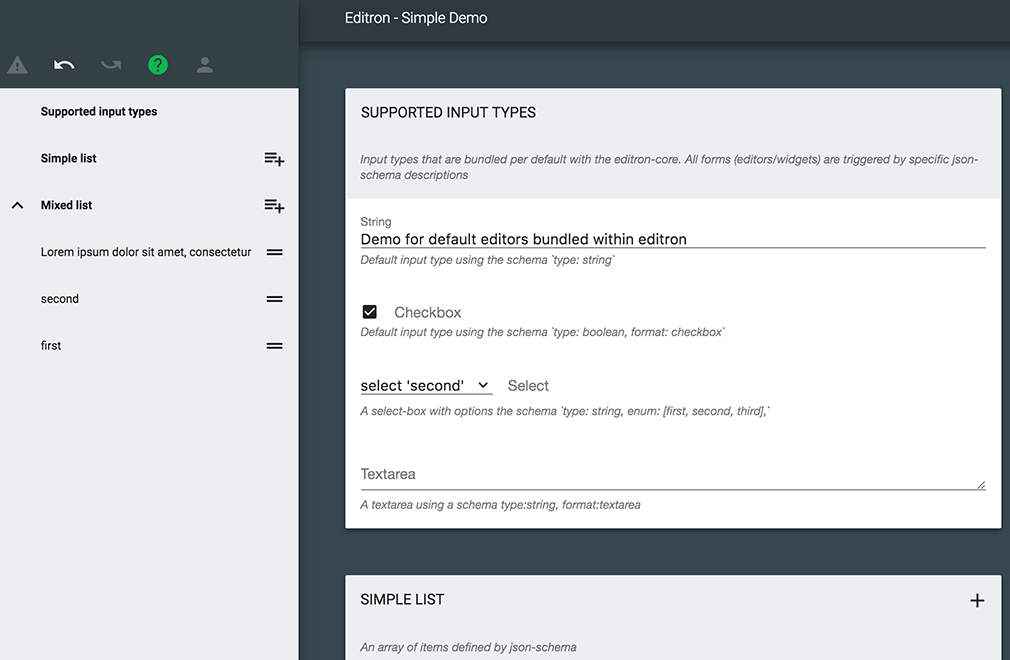 Editron - Simple Demo
Supported input types
Simple list
Mixed list
Lorem ipsum dolor sit amet, consectetur
second
first
SUPPORTED INPUT TYPES
Input types that are bundled per default with the editron-core. All forms (editors/widgets) are triggered by specific json-
schema descriptions
String
Demo for default editors bundled within editron
Default input type using the schema `type: string`
Checkbox
Default input type using the schema `type: boolean, format: checkbox`
select 'second' Select
A select-box with options the schema `type: string, enum: [first, second, third],`
Textarea
A textarea using a schema type:string, format:textarea
SIMPLE LIST
An array of items defined by json-schema